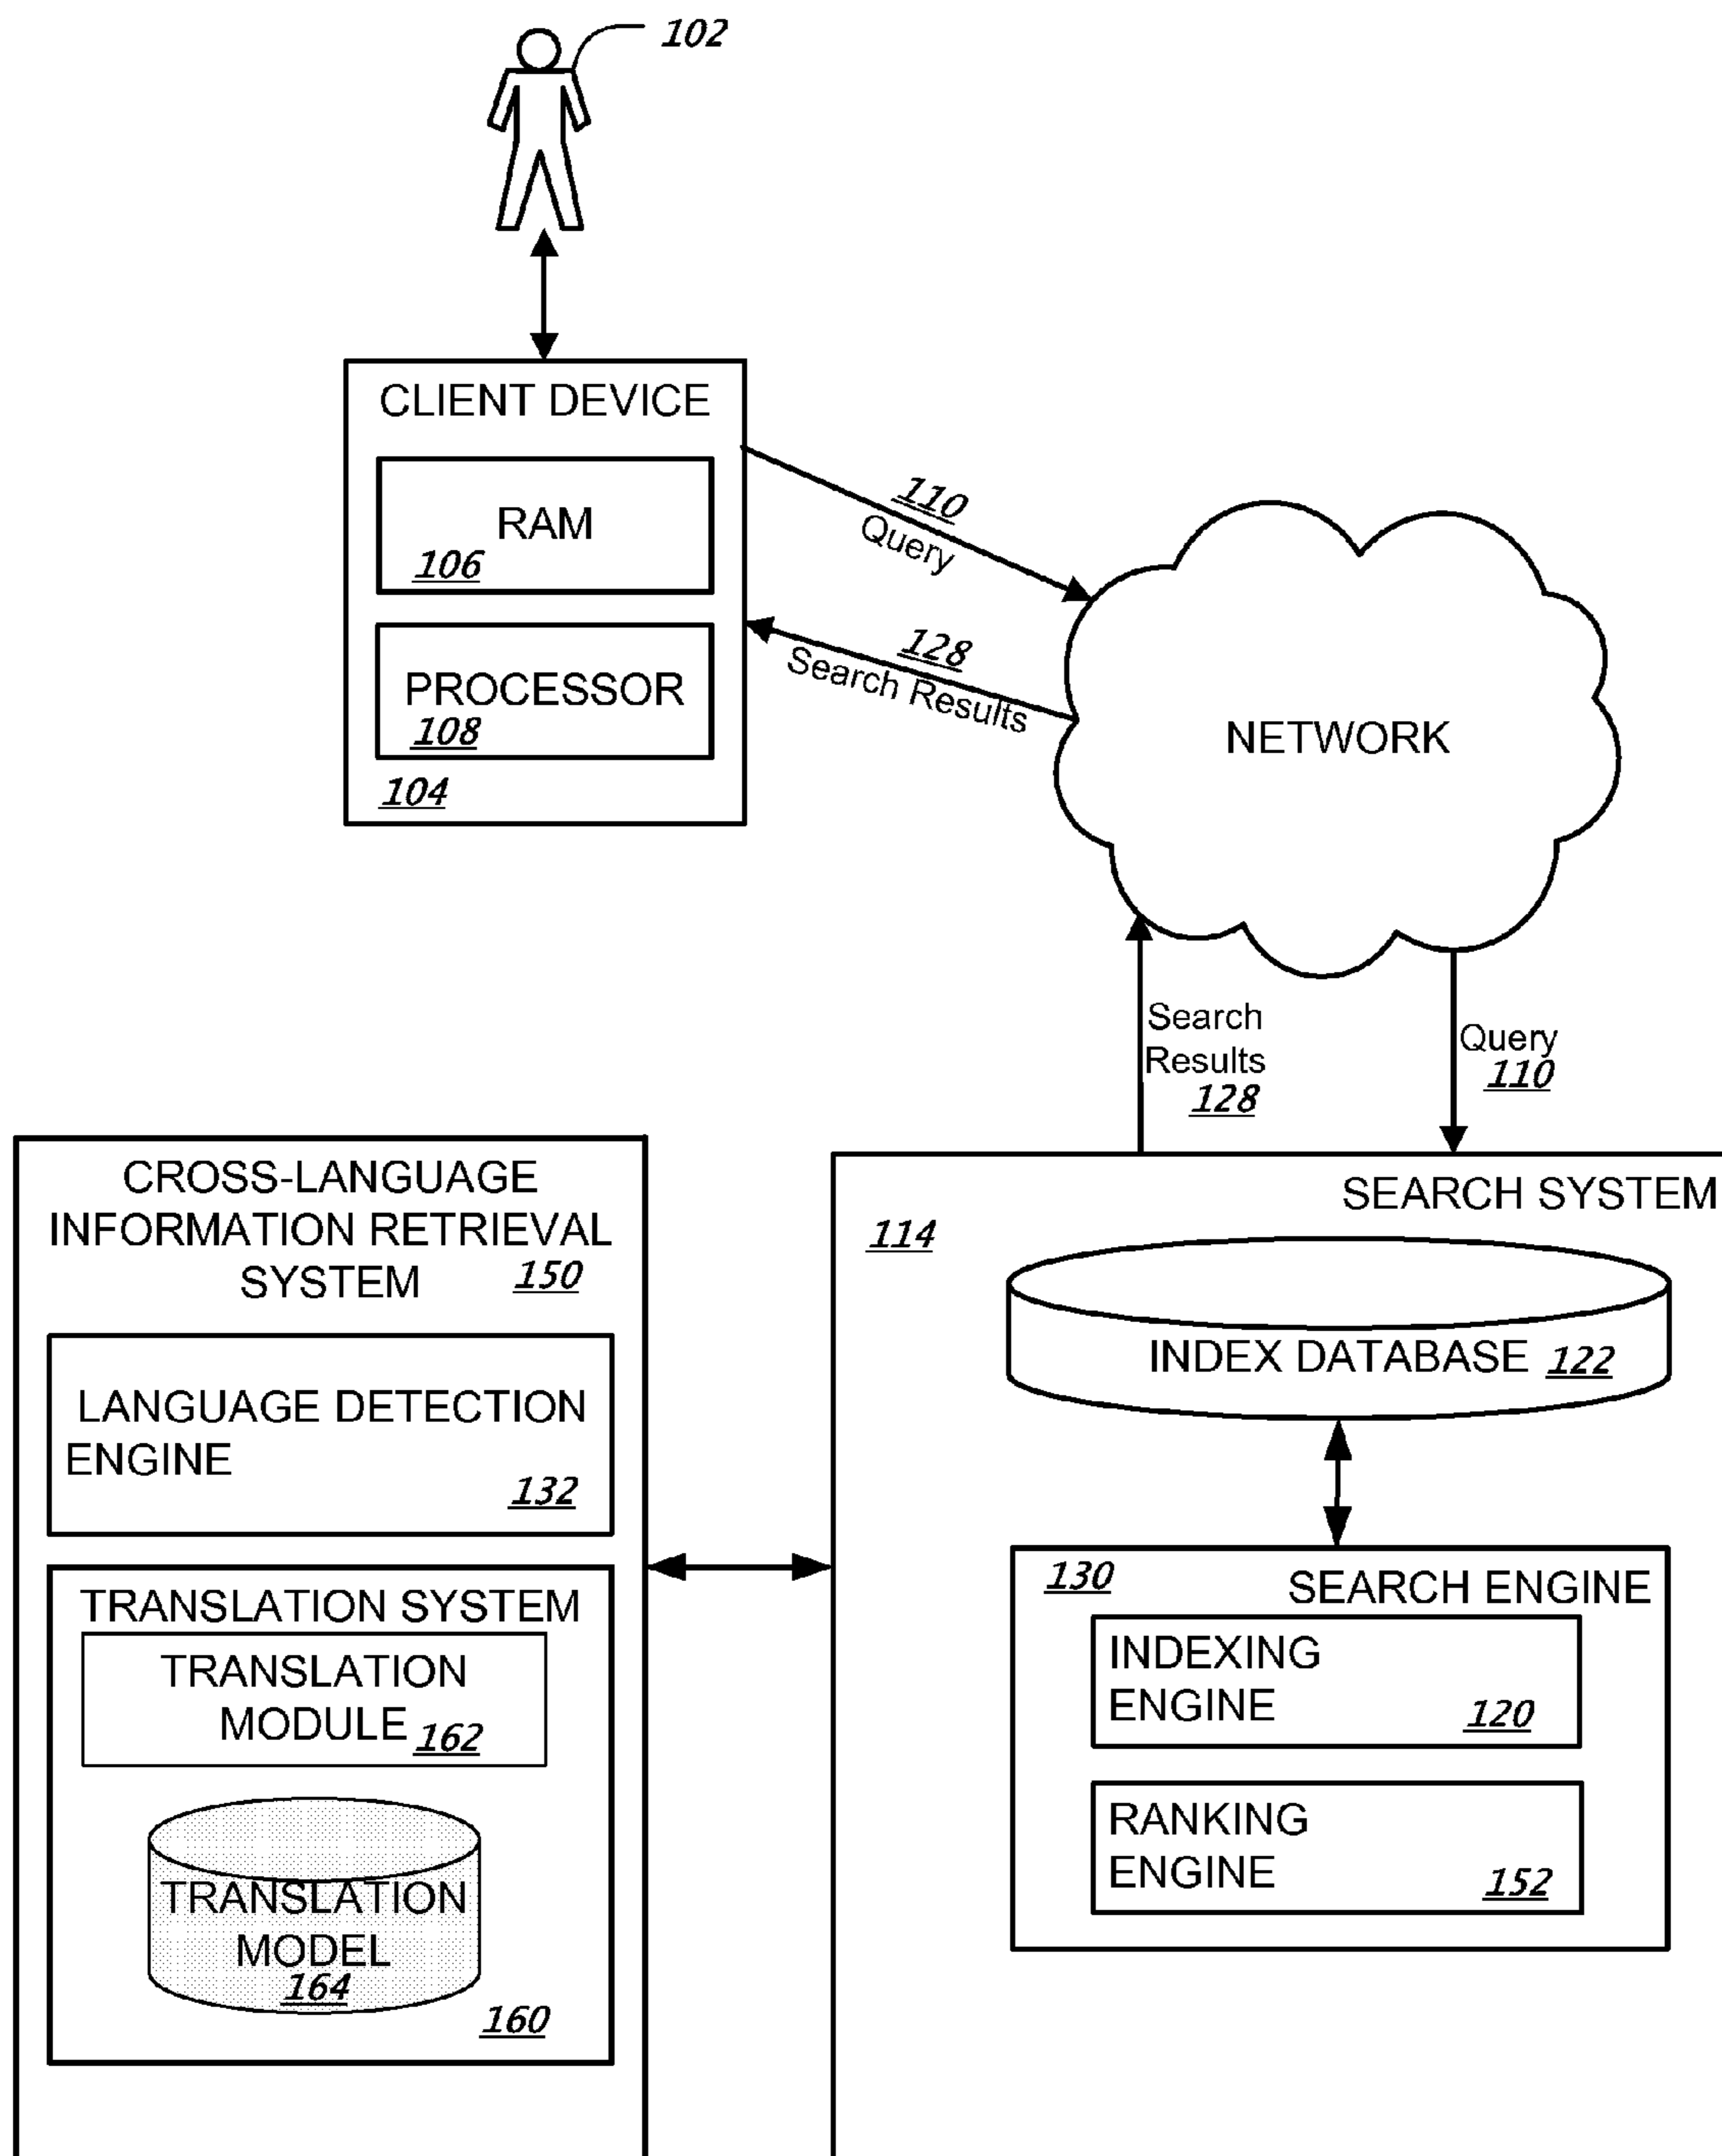 102
CLIENT DEVICE
RAM
106
PROCESSOR
108
104
110
Query
128
Search Results
NETWORK
Search
Results
128
Query
110
CROSS-LANGUAGE
INFORMATION RETRIEVAL
SYSTEM 150
LANGUAGE DETECTION
ENGINE
132
TRANSLATION SYSTEM
TRANSLATION
MODULE 162
TRANSLATION
MODEL
164
160
SEARCH SYSTEM
114
INDEX DATABASE 122
130
SEARCH ENGINE
INDEXING
ENGINE 120
RANKING
ENGINE 152